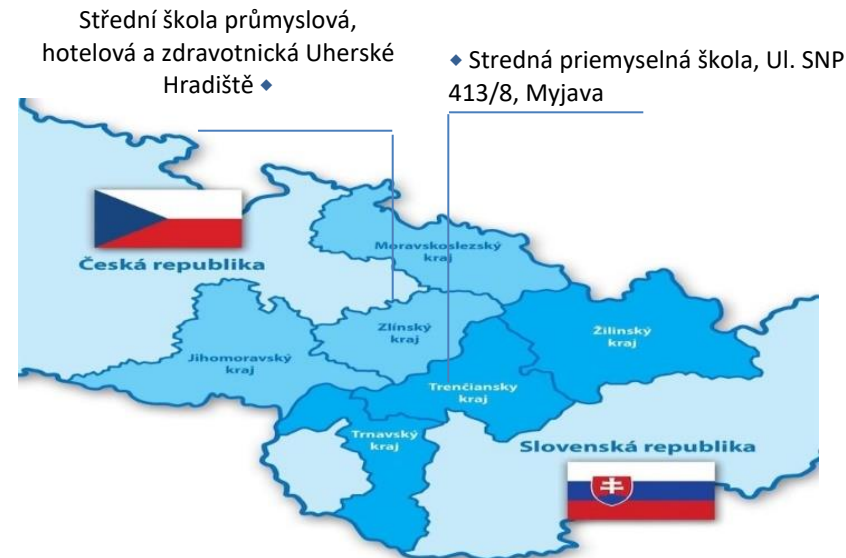 Střední škola průmyslová,
hotelová a zdravotnická Uherské
Hradiště ◆
◆ Stredná priemyselná škola, Ul. SNP
413/8, Myjava
Moravskoslezský
kraj
Česká republika
Zlínský
kraj
Žilinský
kraj
Jihomoravský
kraj
Trenčiansky
kraj
Trnavský
kraj
Slovenská republika